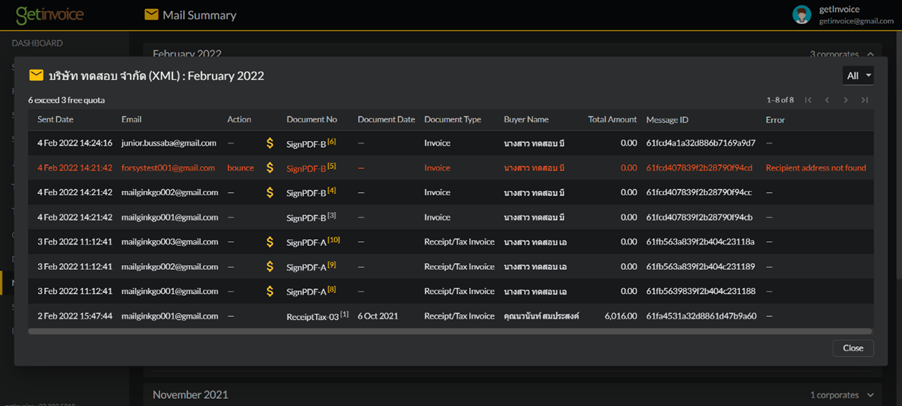 getinvoice
Mail Summary
getInvoice
getinvoice@gmail.com
DASHBOARD
February 2022
3 corporates
บริษัท ทดสอบ จำกัด (XML) : February 2022
All
6 exceed 3 free quota
1–8 of 8
Sent Date Email Action Document No Document Date Document Type Buyer Name Total Amount Message ID Error
4 Feb 2022 14:24:16 junior.bussaba@gmail.com — $ SignPDF-B [6] — Invoice นางสาว ทดสอบ บี 0.00 61fcd4a1a32d886b7169a9d7 —
4 Feb 2022 14:21:42 forsystest001@gmail.com bounce $ SignPDF-B [5] — Invoice นางสาว ทดสอบ บี 0.00 61fcd407839f2b28790f94cd Recipient address not found
4 Feb 2022 14:21:42 mailginkgo002@gmail.com — $ SignPDF-B [4] — Invoice นางสาว ทดสอบ บี 0.00 61fcd407839f2b28790f94cc —
4 Feb 2022 14:21:42 mailginkgo001@gmail.com — SignPDF-B [3] — Invoice นางสาว ทดสอบ บี 0.00 61fcd407839f2b28790f94cb —
3 Feb 2022 11:12:41 mailginkgo003@gmail.com — $ SignPDF-A [10] — Receipt/Tax Invoice นางสาว ทดสอบ เอ 0.00 61fb563a839f2b404c23118a —
3 Feb 2022 11:12:41 mailginkgo002@gmail.com — $ SignPDF-A [9] — Receipt/Tax Invoice นางสาว ทดสอบ เอ 0.00 61fb563a839f2b404c231189 —
3 Feb 2022 11:12:41 mailginkgo001@gmail.com — $ SignPDF-A [8] — Receipt/Tax Invoice นางสาว ทดสอบ เอ 0.00 61fb5639839f2b404c231188 —
2 Feb 2022 15:47:44 mailginkgo001@gmail.com — ReceiptTax-03 [1] 6 Oct 2021 Receipt/Tax Invoice คุณนวนันท์ สมประสงค์ 6,016.00 61fa4531a32d8861d47b9a60 —
Close
November 2021
1 corporates